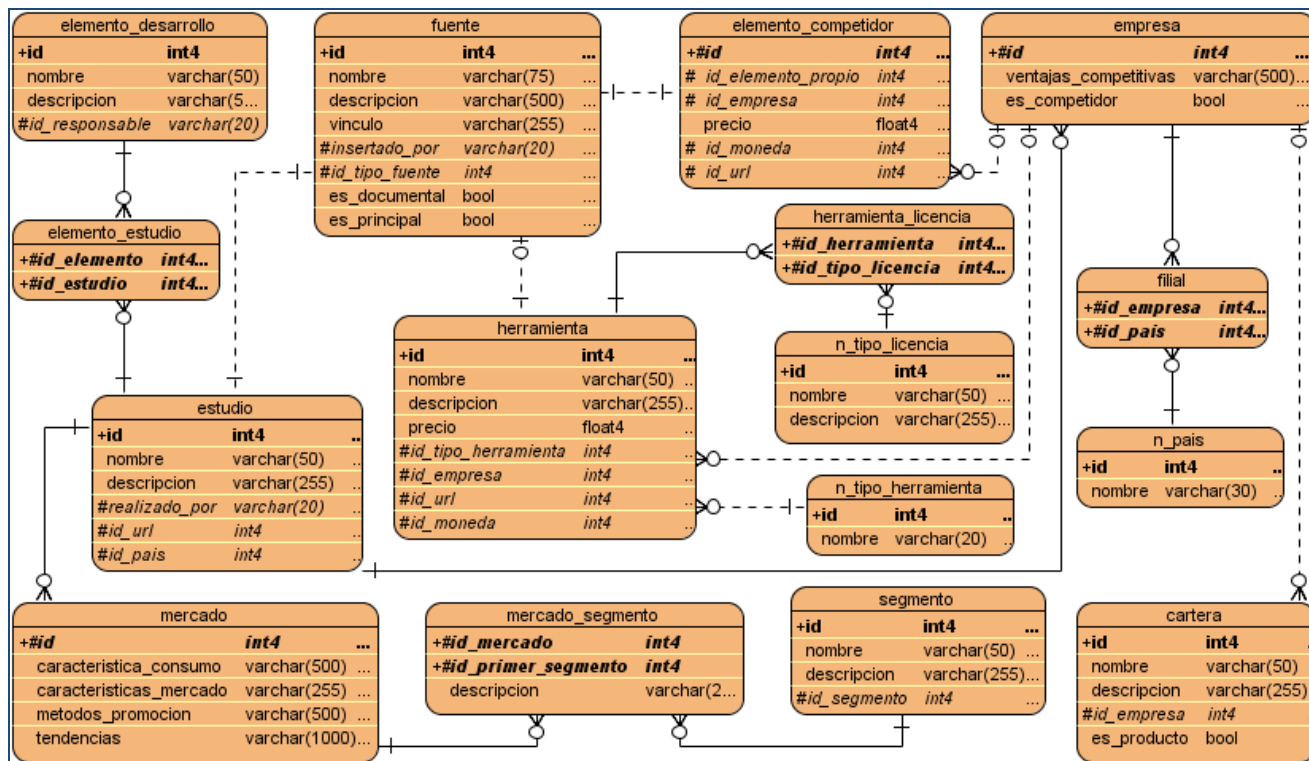 elemento_desarrollo
+id int4
nombre varchar(50)
descripcion varchar(5...
#id_responsable varchar(20)
fuente
+id int4 ...
nombre varchar(75) ...
descripcion varchar(500) ...
vinculo varchar(255) ...
#insertado_por varchar(20) ...
#id_tipo_fuente int4 ...
es_documental bool ...
es_principal bool ...
elemento_competidor
+#id int4 ...
# id_elemento_propio int4 ...
# id_empresa int4 ...
precio float4 ...
# id_moneda int4 ...
# id_url int4 ...
empresa
+#id int4 ...
ventajas_competitivas varchar(500)...
es_competidor bool ...
elemento_estudio
+#id_elemento int4...
+#id_estudio int4...
herramienta_licencia
+#id_herramienta int4...
+#id_tipo_licencia int4...
filial
+#id_empresa int4...
+#id_pais int4...
herramienta
+id int4 ...
nombre varchar(50) ..
descripcion varchar(255)..
precio float4 ..
#id_tipo_herramienta int4 ..
#id_empresa int4 ..
#id_url int4 ..
#id_moneda int4 ..
n_tipo_licencia
+id int4 ...
nombre varchar(50) ...
descripcion varchar(255)...
estudio
+id int4 ..
nombre varchar(50) ..
descripcion varchar(255) ..
#realizado_por varchar(20) ..
#id_url int4 ..
#id_pais int4 ..
n_tipo_herramienta
+id int4 ..
nombre varchar(20) ..
n_pais
+id int4 ..
nombre varchar(30) ..
mercado
+#id int4 ...
caracteristica_consumo varchar(500) ...
caracteristicas_mercado varchar(255) ...
metodos_promocion varchar(500) ...
tendencias varchar(1000)...
mercado_segmento
+#id_mercado int4
+#id_primer_segmento int4
descripcion varchar(2...
segmento
+id int4 ...
nombre varchar(50) ...
descripcion varchar(255)...
#id_segmento int4 ...
cartera
+id int4
nombre varchar(50)
descripcion varchar(255)
#id_empresa int4
es_producto bool